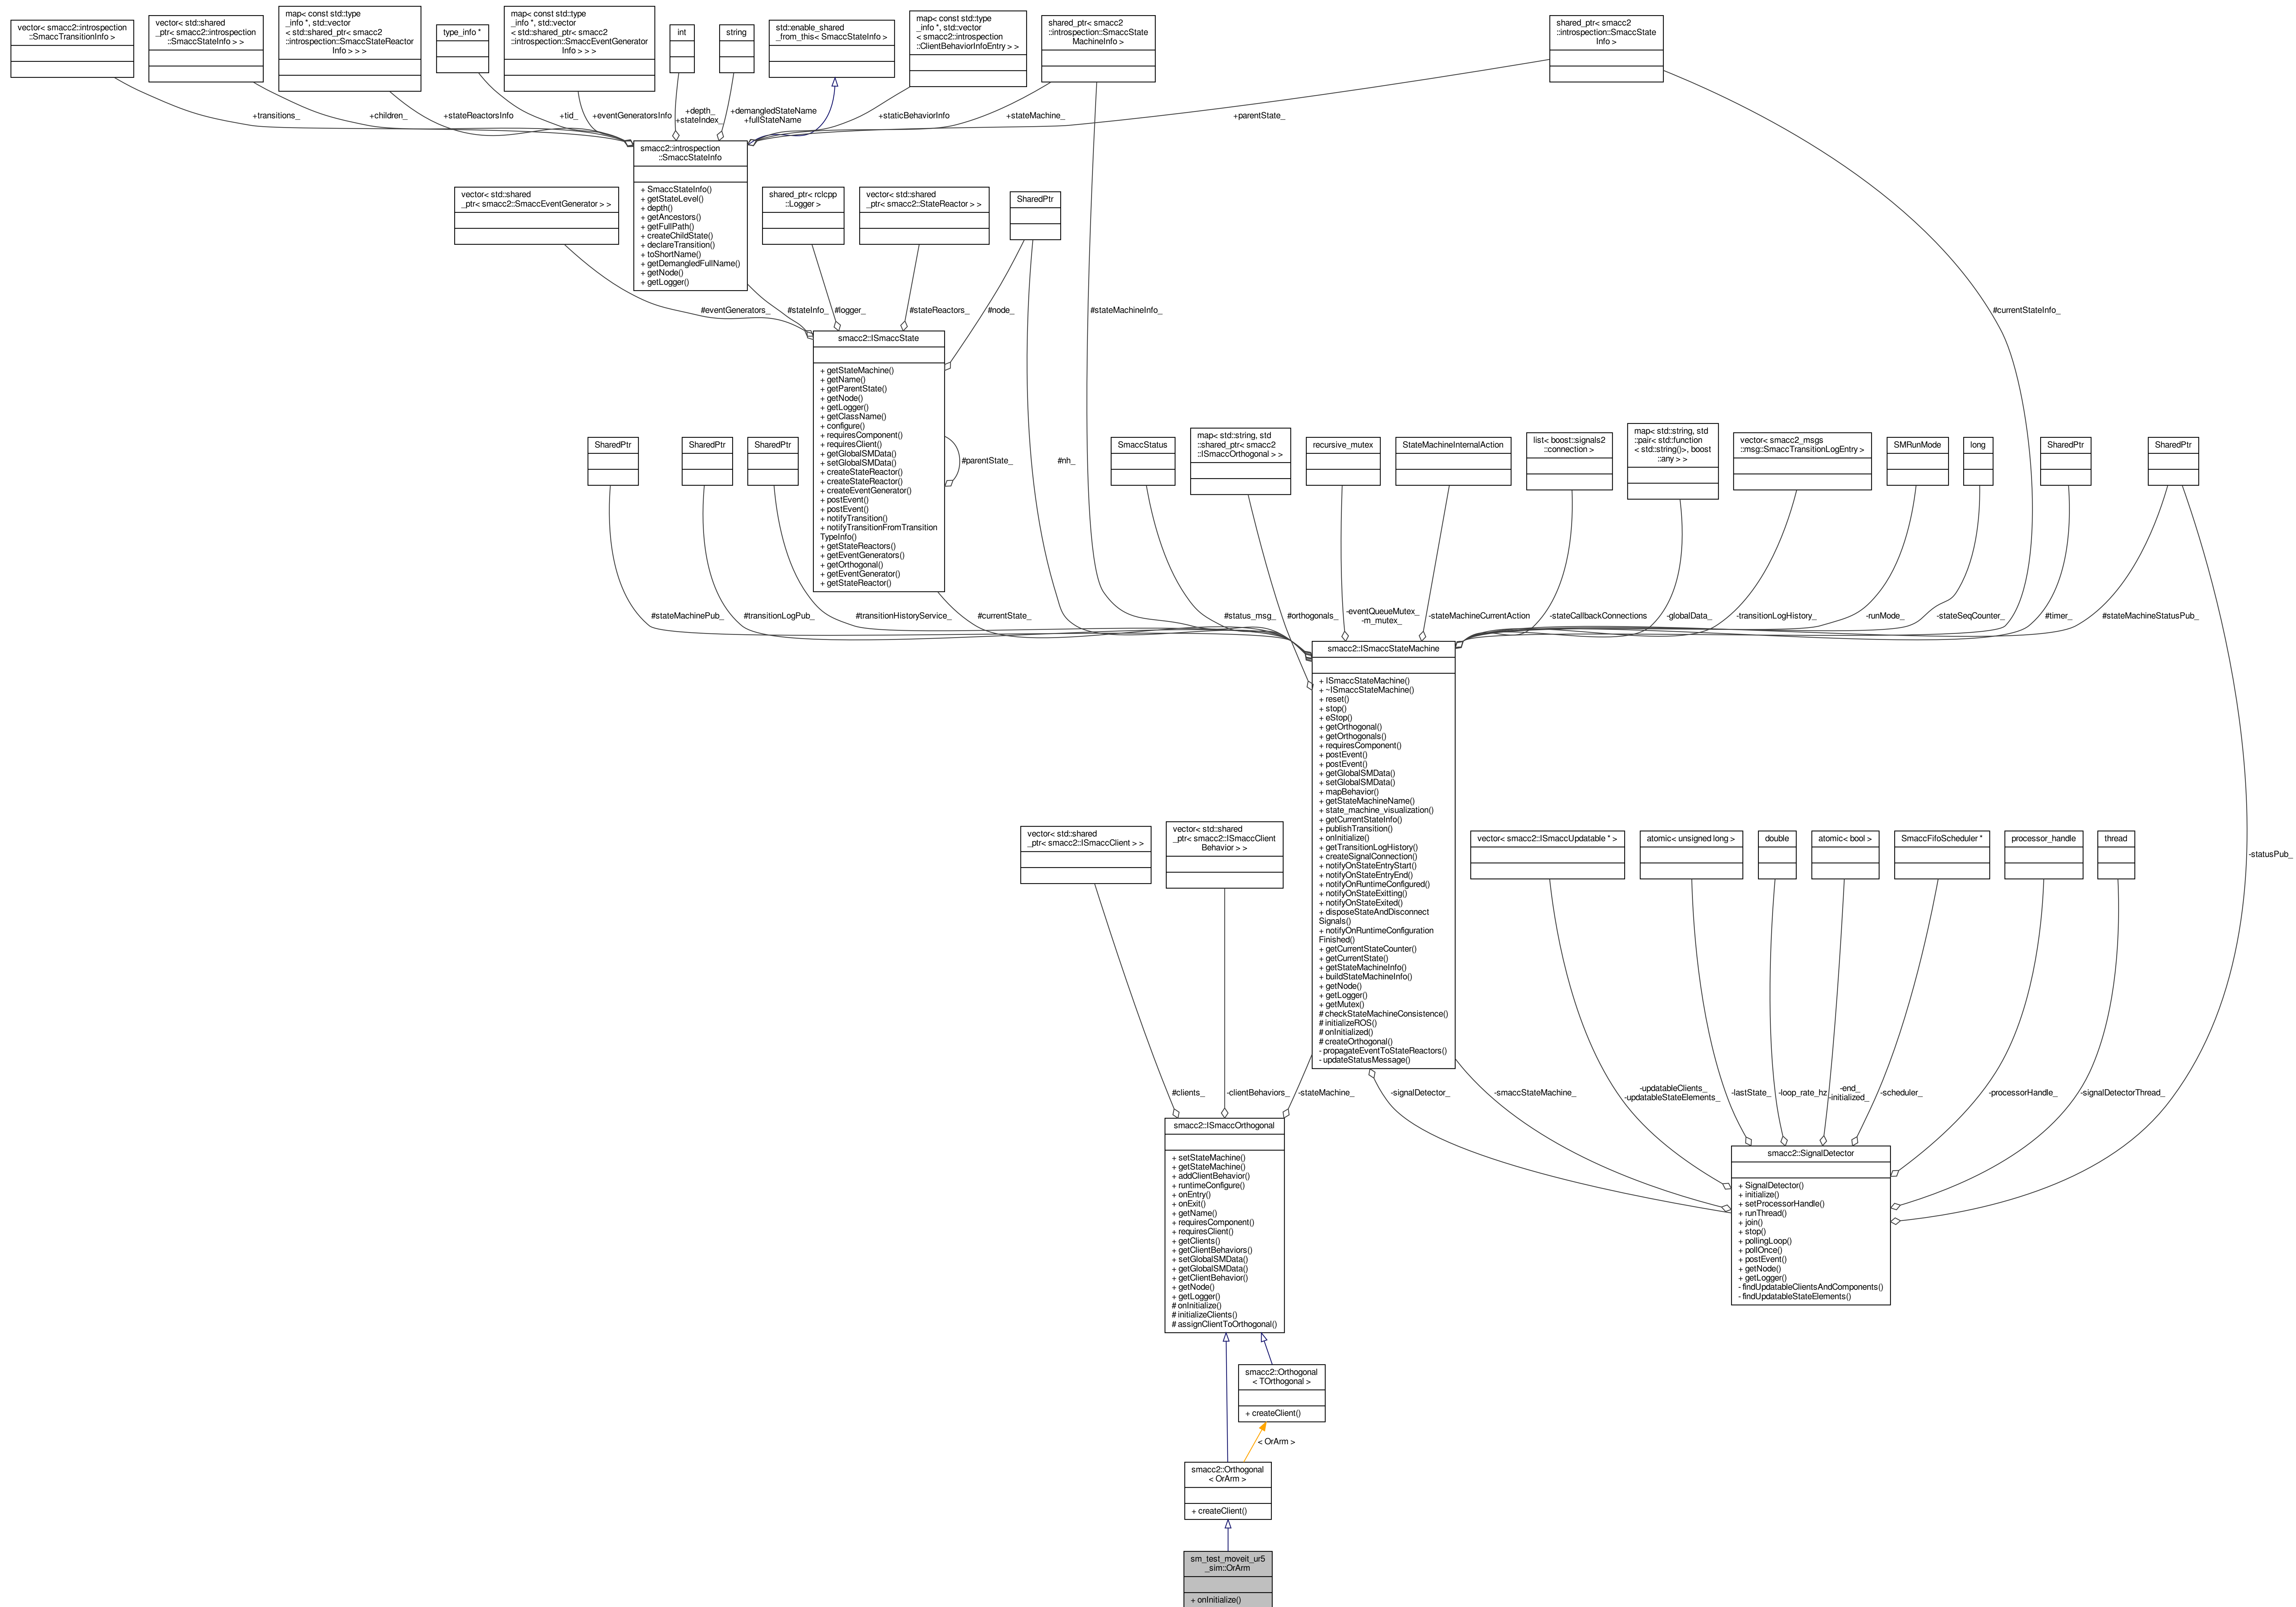 vector< smacc2::introspection
::SmaccTransitionInfo >
vector< std::shared
_ptr< smacc2::introspection
::SmaccStateInfo > >
map< const std::type
_info *, std::vector
< std::shared_ptr< smacc2
::introspection::SmaccStateReactor
Info > > >
type_info *
map< const std::type
_info *, std::vector
< std::shared_ptr< smacc2
::introspection::SmaccEventGenerator
Info > > >
int
string
std::enable_shared
_from_this< SmaccStateInfo >
map< const std::type
_info *, std::vector
< smacc2::introspection
::ClientBehaviorInfoEntry > >
shared_ptr< smacc2
::introspection::SmaccState
MachineInfo >
shared_ptr< smacc2
::introspection::SmaccState
Info >
+transitions_
+children_
+stateReactorsInfo
+tid_
+eventGeneratorsInfo
+depth_
+stateIndex_
+demangledStateName
+fullStateName
+staticBehaviorInfo
+stateMachine_
+parentState_
smacc2::introspection
::SmaccStateInfo
+ SmaccStateInfo()
+ getStateLevel()
+ depth()
+ getAncestors()
+ getFullPath()
+ createChildState()
+ declareTransition()
+ toShortName()
+ getDemangledFullName()
+ getNode()
+ getLogger()
vector< std::shared
_ptr< smacc2::SmaccEventGenerator > >
shared_ptr< rclcpp
::Logger >
vector< std::shared
_ptr< smacc2::StateReactor > >
SharedPtr
#eventGenerators_
#stateInfo_
#logger_
#stateReactors_
#node_
#stateMachineInfo_
#currentStateInfo_
smacc2::ISmaccState
+ getStateMachine()
+ getName()
+ getParentState()
+ getNode()
+ getLogger()
+ getClassName()
+ configure()
+ requiresComponent()
+ requiresClient()
+ getGlobalSMData()
+ setGlobalSMData()
+ createStateReactor()
+ createStateReactor()
+ createEventGenerator()
+ postEvent()
+ postEvent()
+ notifyTransition()
+ notifyTransitionFromTransition
TypeInfo()
+ getStateReactors()
+ getEventGenerators()
+ getOrthogonal()
+ getEventGenerator()
+ getStateReactor()
#parentState_
#nh_
SharedPtr
SharedPtr
SharedPtr
SmaccStatus
map< std::string, std
::shared_ptr< smacc2
::ISmaccOrthogonal > >
recursive_mutex
StateMachineInternalAction
list< boost::signals2
::connection >
map< std::string, std
::pair< std::function
< std::string()>, boost
::any > >
vector< smacc2_msgs
::msg::SmaccTransitionLogEntry >
SMRunMode
long
SharedPtr
SharedPtr
#stateMachinePub_
#transitionLogPub_
#transitionHistoryService_
#currentState_
#status_msg_
#orthogonals_
-eventQueueMutex_
-m_mutex_
-stateMachineCurrentAction
-stateCallbackConnections
-globalData_
-transitionLogHistory_
-runMode_
-stateSeqCounter_
#timer_
#stateMachineStatusPub_
smacc2::ISmaccStateMachine
+ ISmaccStateMachine()
+ ~ISmaccStateMachine()
+ reset()
+ stop()
+ eStop()
+ getOrthogonal()
+ getOrthogonals()
+ requiresComponent()
+ postEvent()
+ postEvent()
+ getGlobalSMData()
+ setGlobalSMData()
+ mapBehavior()
+ getStateMachineName()
+ state_machine_visualization()
+ getCurrentStateInfo()
+ publishTransition()
+ onInitialize()
+ getTransitionLogHistory()
+ createSignalConnection()
+ notifyOnStateEntryStart()
+ notifyOnStateEntryEnd()
+ notifyOnRuntimeConfigured()
+ notifyOnStateExitting()
+ notifyOnStateExited()
+ disposeStateAndDisconnect
Signals()
+ notifyOnRuntimeConfiguration
Finished()
+ getCurrentStateCounter()
+ getCurrentState()
+ getStateMachineInfo()
+ buildStateMachineInfo()
+ getNode()
+ getLogger()
+ getMutex()
# checkStateMachineConsistence()
# initializeROS()
# onInitialized()
# createOrthogonal()
- propagateEventToStateReactors()
- updateStatusMessage()
vector< std::shared
_ptr< smacc2::ISmaccClient > >
vector< std::shared
_ptr< smacc2::ISmaccClient
Behavior > >
vector< smacc2::ISmaccUpdatable * >
atomic< unsigned long >
double
atomic< bool >
SmaccFifoScheduler *
processor_handle
thread
-statusPub_
#clients_
-clientBehaviors_
-stateMachine_
-signalDetector_
-smaccStateMachine_
-updatableClients_
-updatableStateElements_
-lastState_
-loop_rate_hz
-end_
-initialized_
-scheduler_
-processorHandle_
-signalDetectorThread_
smacc2::ISmaccOrthogonal
+ setStateMachine()
+ getStateMachine()
+ addClientBehavior()
+ runtimeConfigure()
+ onEntry()
+ onExit()
+ getName()
+ requiresComponent()
+ requiresClient()
+ getClients()
+ getClientBehaviors()
+ setGlobalSMData()
+ getGlobalSMData()
+ getClientBehavior()
+ getNode()
+ getLogger()
# onInitialize()
# initializeClients()
# assignClientToOrthogonal()
smacc2::SignalDetector
+ SignalDetector()
+ initialize()
+ setProcessorHandle()
+ runThread()
+ join()
+ stop()
+ pollingLoop()
+ pollOnce()
+ postEvent()
+ getNode()
+ getLogger()
- findUpdatableClientsAndComponents()
- findUpdatableStateElements()
smacc2::Orthogonal
< TOrthogonal >
+ createClient()
< OrArm >
smacc2::Orthogonal
< OrArm >
+ createClient()
sm_test_moveit_ur5
_sim::OrArm
+ onInitialize()